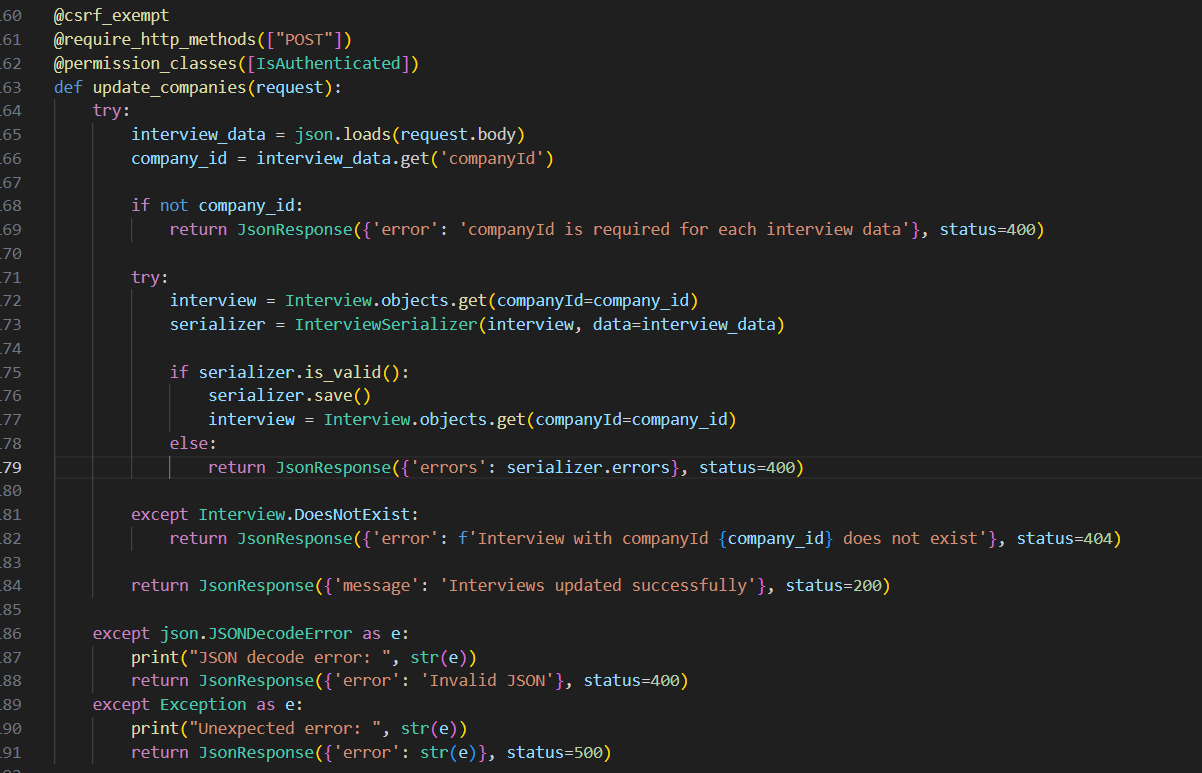 60 @csrf_exempt
61 @require_http_methods(["POST"])
62 @permission_classes([IsAuthenticated])
63 def update_companies(request):
64     try:
65         interview_data = json.loads(request.body)
66         company_id = interview_data.get('companyId')
67
68         if not company_id:
69             return JsonResponse({'error': 'companyId is required for each interview data'}, status=400)
70
71         try:
72             interview = Interview.objects.get(companyId=company_id)
73             serializer = InterviewSerializer(interview, data=interview_data)
74
75             if serializer.is_valid():
76                 serializer.save()
77                 interview = Interview.objects.get(companyId=company_id)
78             else:
179                 return JsonResponse({'errors': serializer.errors}, status=400)
80
81         except Interview.DoesNotExist:
82             return JsonResponse({'error': f'Interview with companyId {company_id} does not exist'}, status=404)
83
84         return JsonResponse({'message': 'Interviews updated successfully'}, status=200)
85
86     except json.JSONDecodeError as e:
87         print("JSON decode error: ", str(e))
88         return JsonResponse({'error': 'Invalid JSON'}, status=400)
89     except Exception as e:
90         print("Unexpected error: ", str(e))
91         return JsonResponse({'error': str(e)}, status=500)